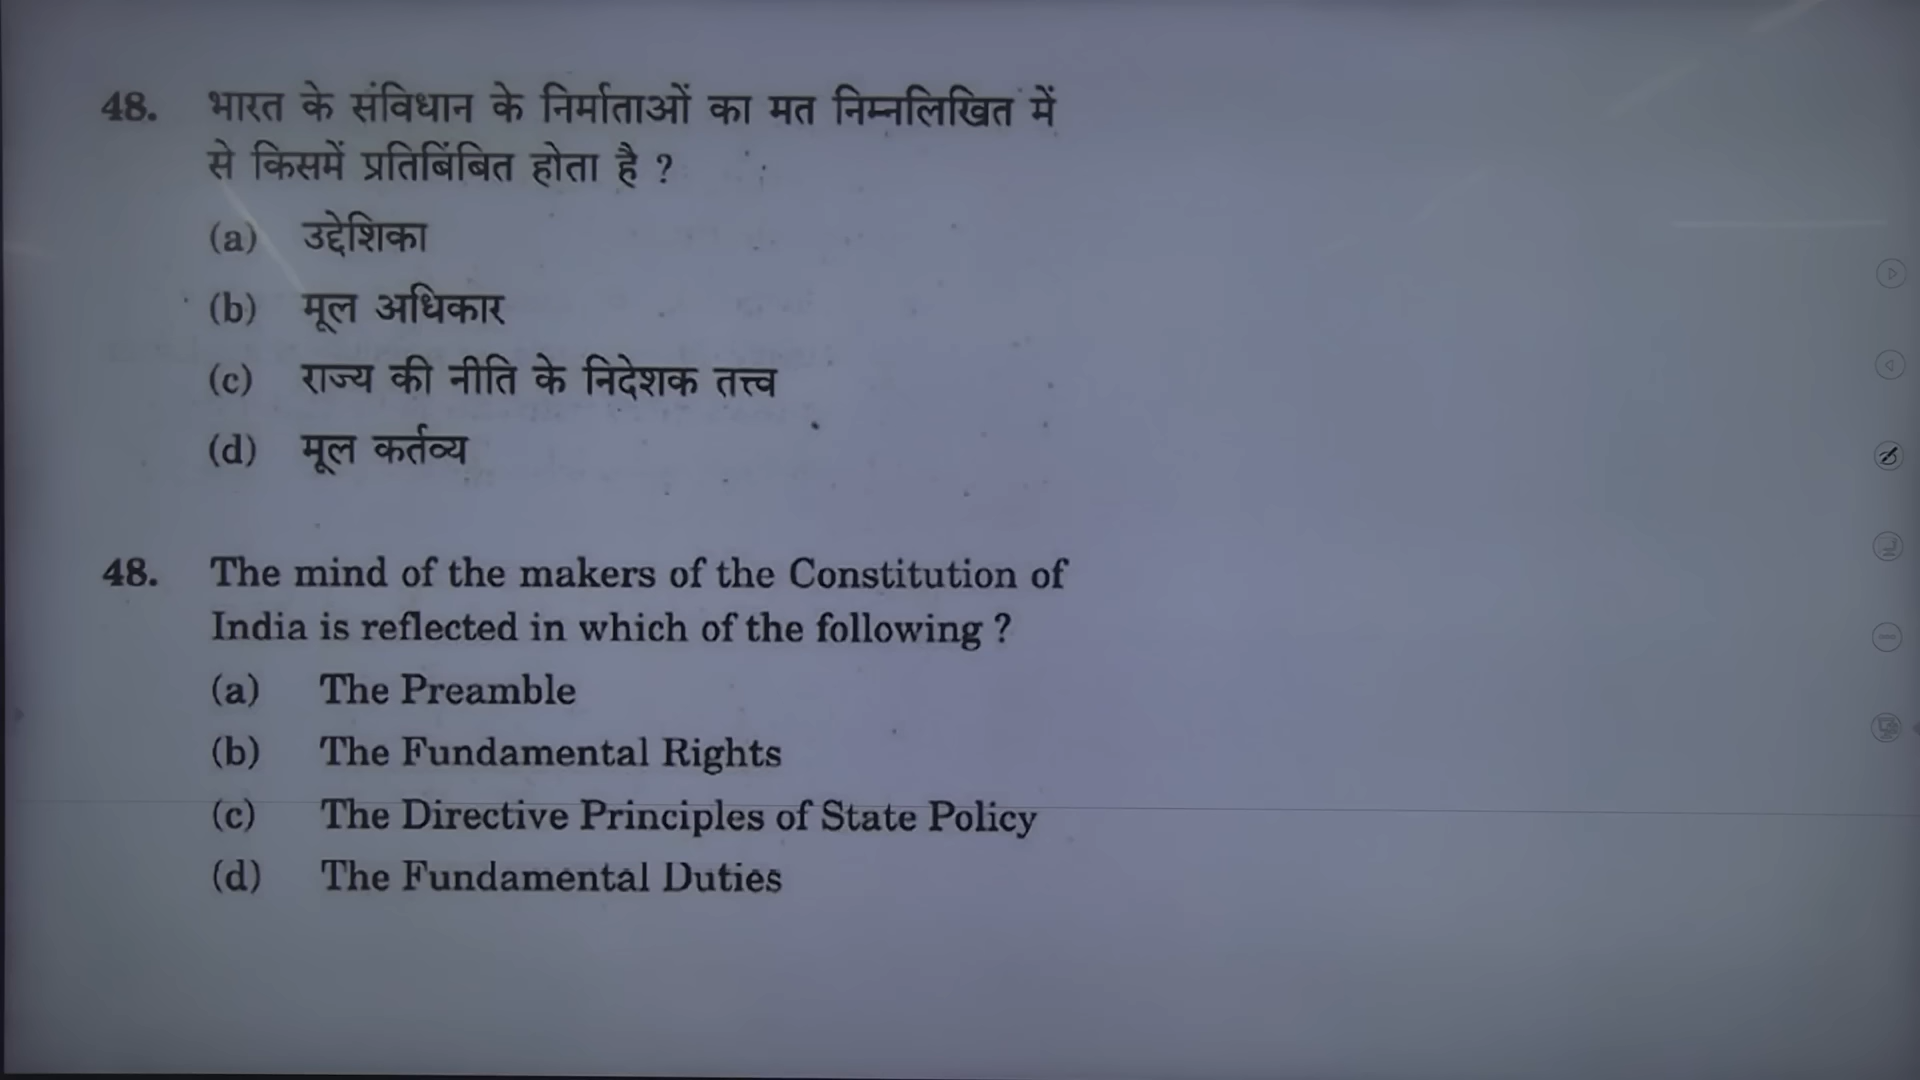 48. भारत के संविधान के निर्माताओं का मत निम्नलिखित में
से किसमें प्रतिबिंबित होता है ?
(a) उद्देशिका
(b) मूल अधिकार
(c) राज्य की नीति के निदेशक तत्त्व
(d) मूल कर्तव्य
48. The mind of the makers of the Constitution of
India is reflected in which of the following ?
(a) The Preamble
(b) The Fundamental Rights
(c) The Directive Principles of State Policy
(d) The Fundamental Duties